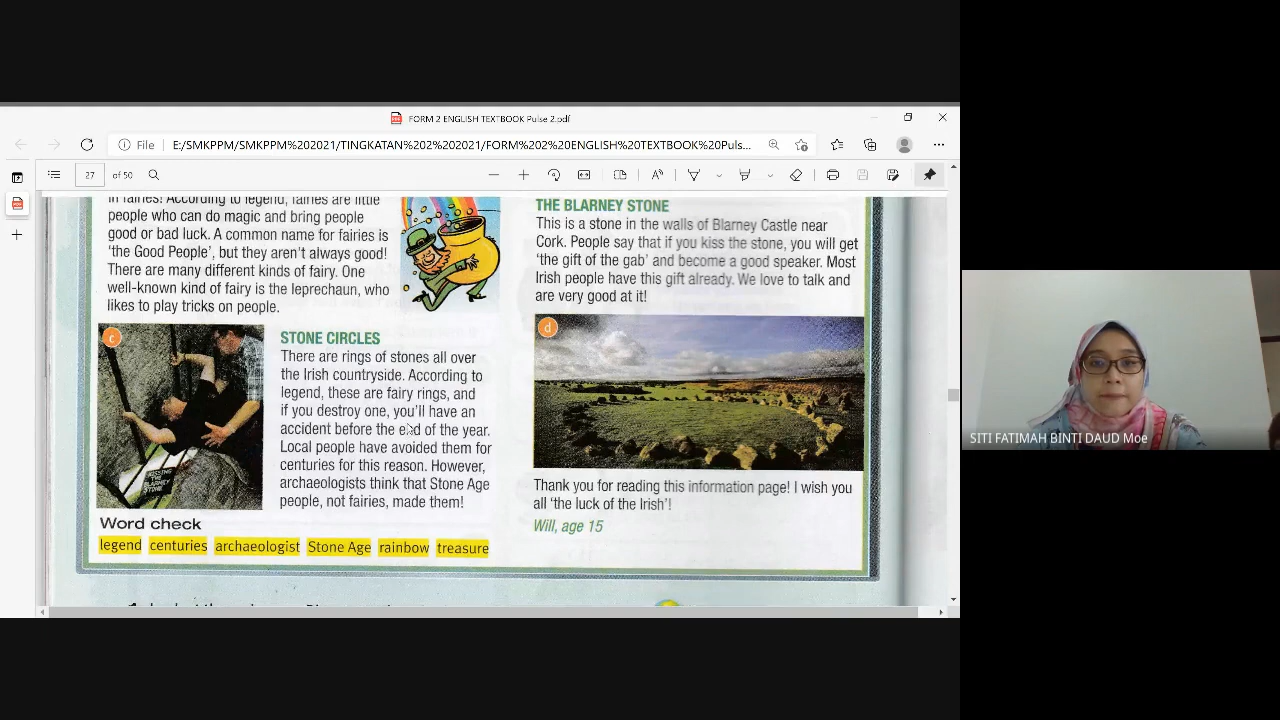 FORM 2 ENGLISH TEXTBOOK Pulse 2.pdf
File
E:/SMKPPM/SMKPPM%202021/TINGKATAN%202%202021/FORM%202%20ENGLISH%20TEXTBOOK%20Puls...
27 of 50
in fairies! According to legend, fairies are little
people who can do magic and bring people
good or bad luck. A common name for fairies is
'the Good People', but they aren't always good!
There are many different kinds of fairy. One
well-known kind of fairy is the leprechaun, who
likes to play tricks on people.
c
KISSING
THE
BLARNEY
STONE
STONE CIRCLES
There are rings of stones all over
the Irish countryside. According to
legend, these are fairy rings, and
if you destroy one, you'll have an
accident before the end of the year.
Local people have avoided them for
centuries for this reason. However,
archaeologists think that Stone Age
people, not fairies, made them!
Word check
legend centuries archaeologist Stone Age rainbow treasure
THE BLARNEY STONE
This is a stone in the walls of Blarney Castle near
Cork. People say that if you kiss the stone, you will get
'the gift of the gab' and become a good speaker. Most
Irish people have this gift already. We love to talk and
are very good at it!
d
Thank you for reading this information page! I wish you
all 'the luck of the Irish'!
Will, age 15
SITI FATIMAH BINTI DAUD Moe